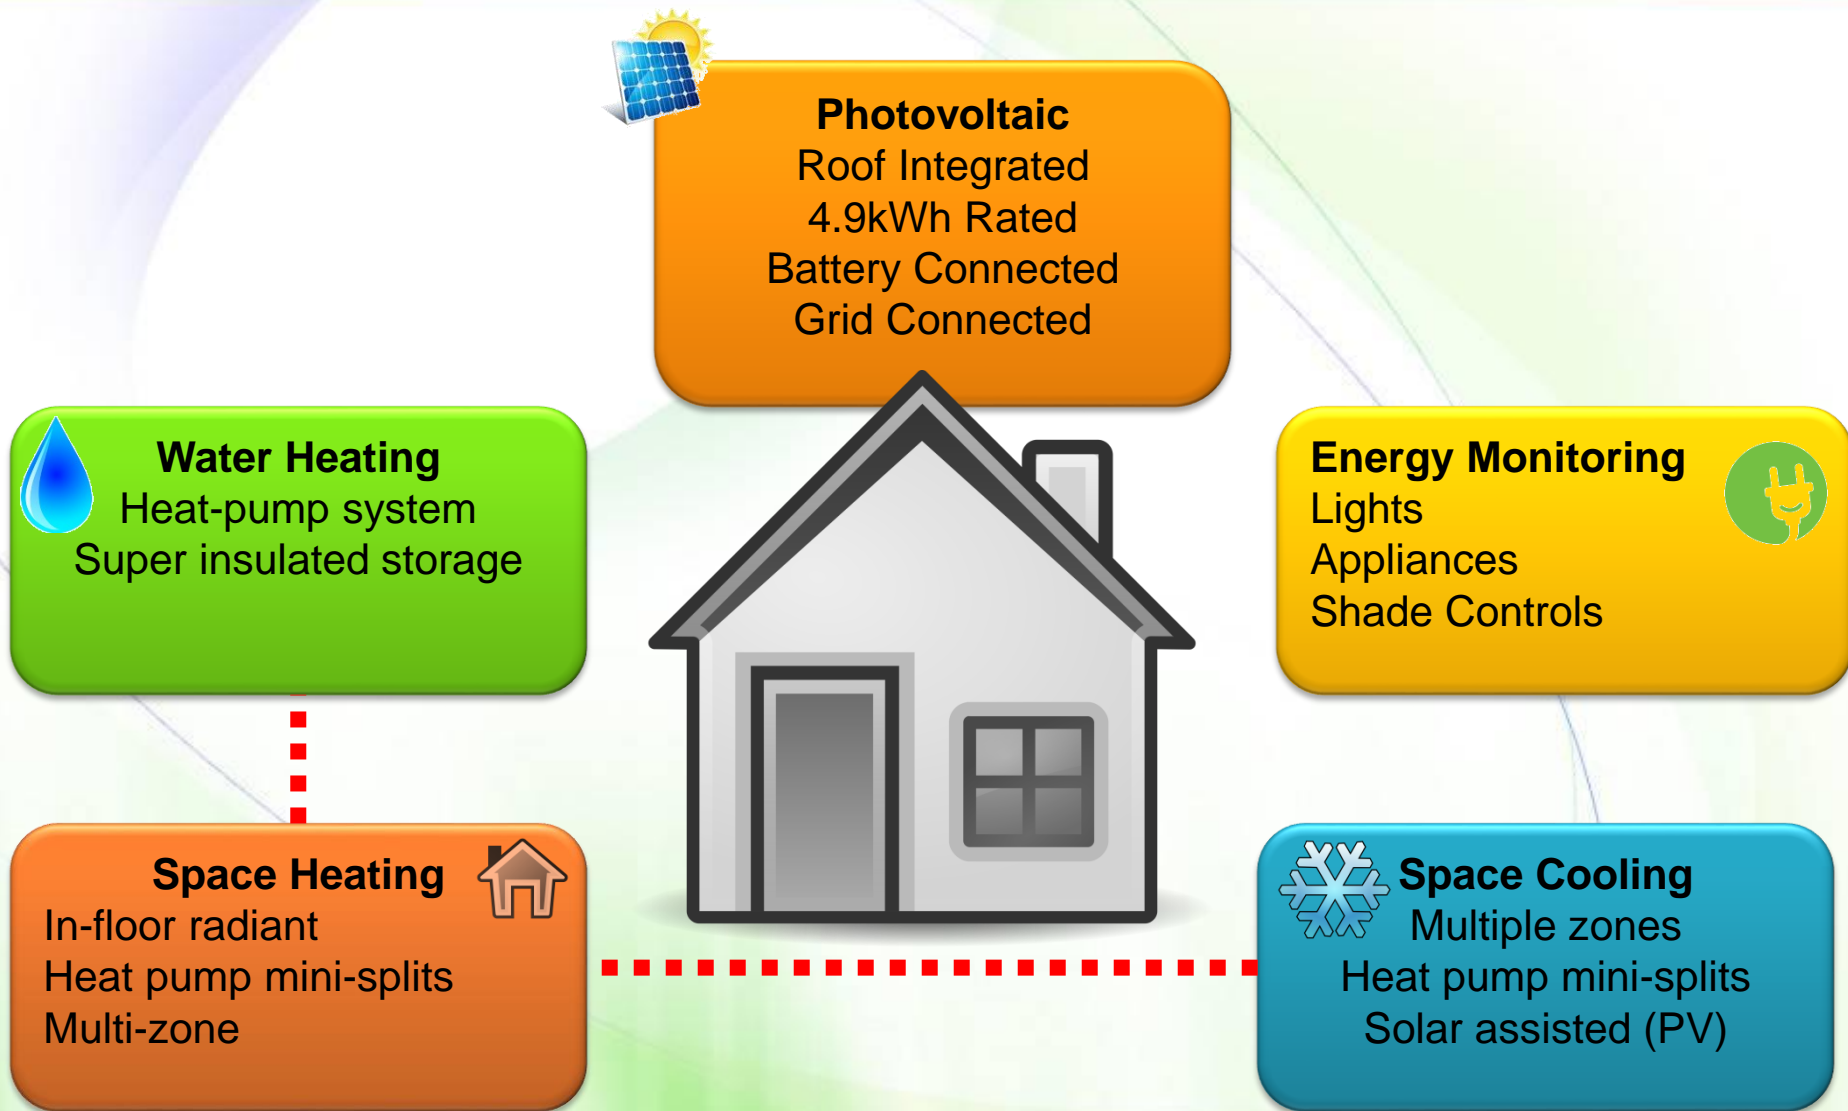 Photovoltaic
Roof Integrated
4.9kWh Rated
Battery Connected
Grid Connected
Water Heating
Heat-pump system
Super insulated storage
Energy Monitoring
Lights
Appliances
Shade Controls
Space Heating
In-floor radiant
Heat pump mini-splits
Multi-zone
Space Cooling
Multiple zones
Heat pump mini-splits
Solar assisted (PV)